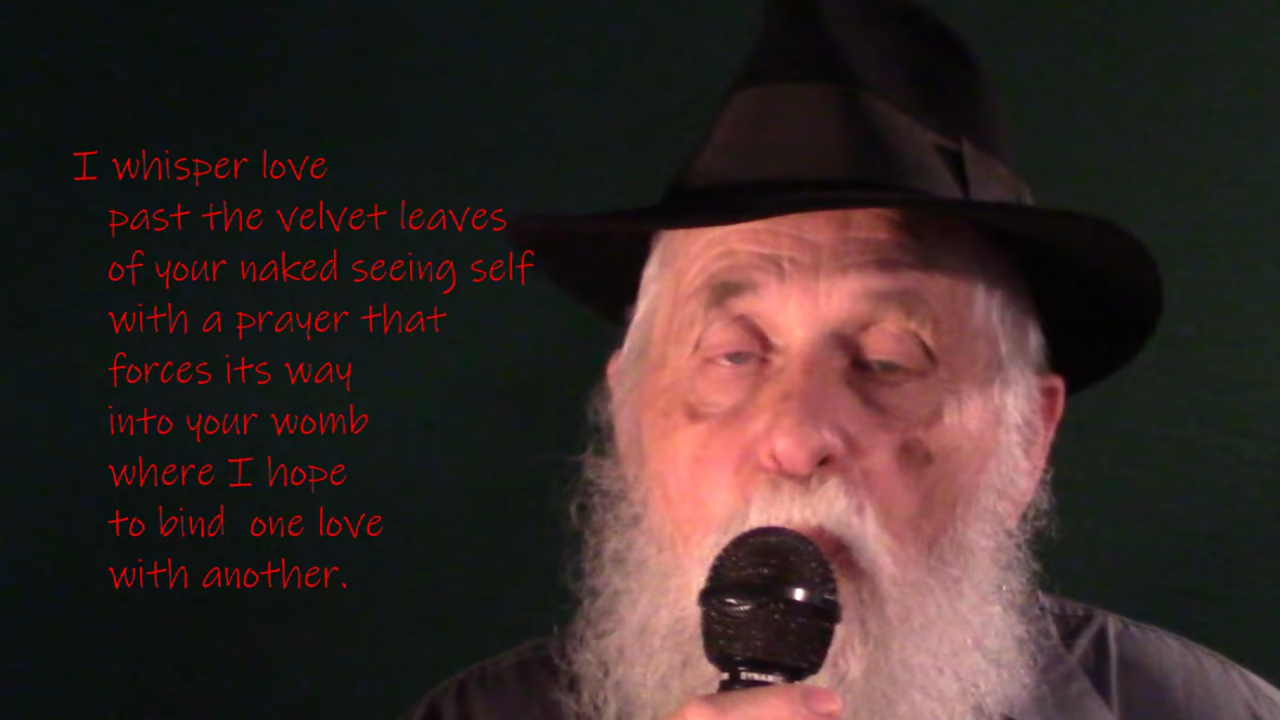 I whisper love
past the velvet leaves
of your naked seeing self
with a prayer that
forces its way
into your womb
where I hope
to bind  one love
with another.